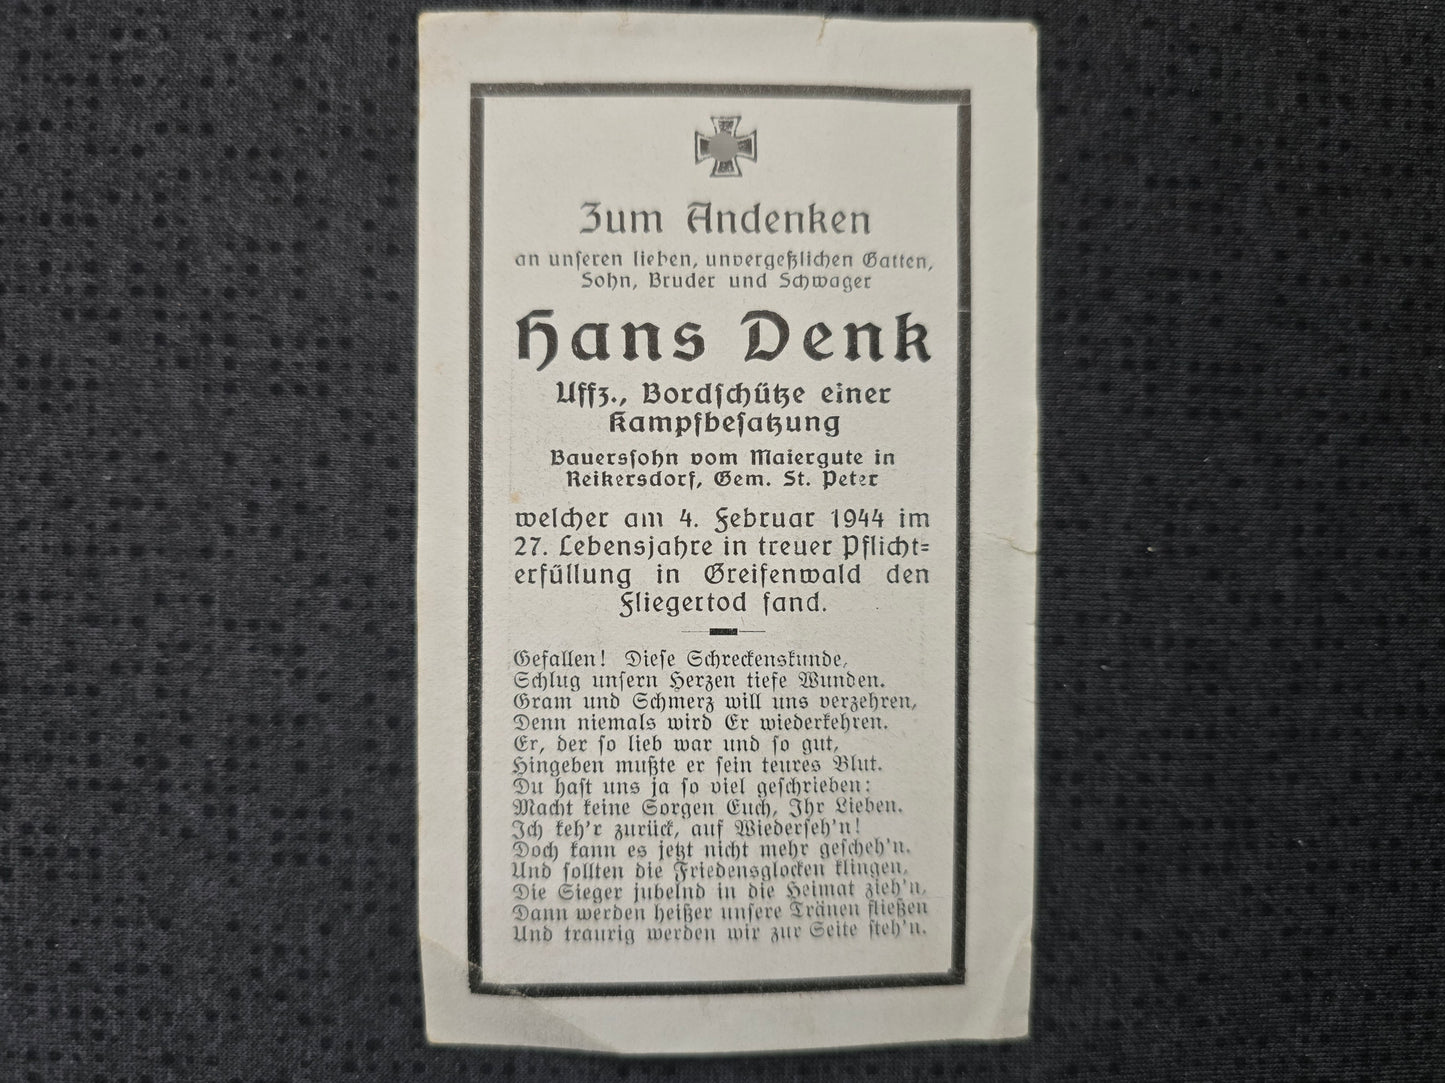 Zum Andenken
an unseren lieben, unvergeßlichen Gatten,
Sohn, Bruder und Schwager
Hans Denk
Uffz., Bordschütze einer
Kampfbesatzung
Bauerssohn vom Maiergute in
Reikersdorf, Gem. St. Peter
welcher am 4. Februar 1944 im
27. Lebensjahre in treuer Pflicht-
erfüllung in Greifenwald den
Fliegertod fand.
Gefallen! Diese Schreckenskunde,
Schlug unsern Herzen tiefe Wunden.
Gram und Schmerz will uns verzehren,
Denn niemals wird Er wiederkehren.
Er, der so lieb war und so gut,
Hingeben mußte er sein teures Blut.
Du hast uns ja so viel geschrieben:
Macht keine Sorgen Euch, Ihr Lieben.
Ich keh'r zurück, auf Wiederseh'n!
Doch kann es jetzt nicht mehr gescheh'n.
Und sollten die Friedensglocken klingen,
Die Sieger jubelnd in die Heimat zieh'n,
Dann werden heißer unsere Tränen fließen
Und traurig werden wir zur Seite steh'n.